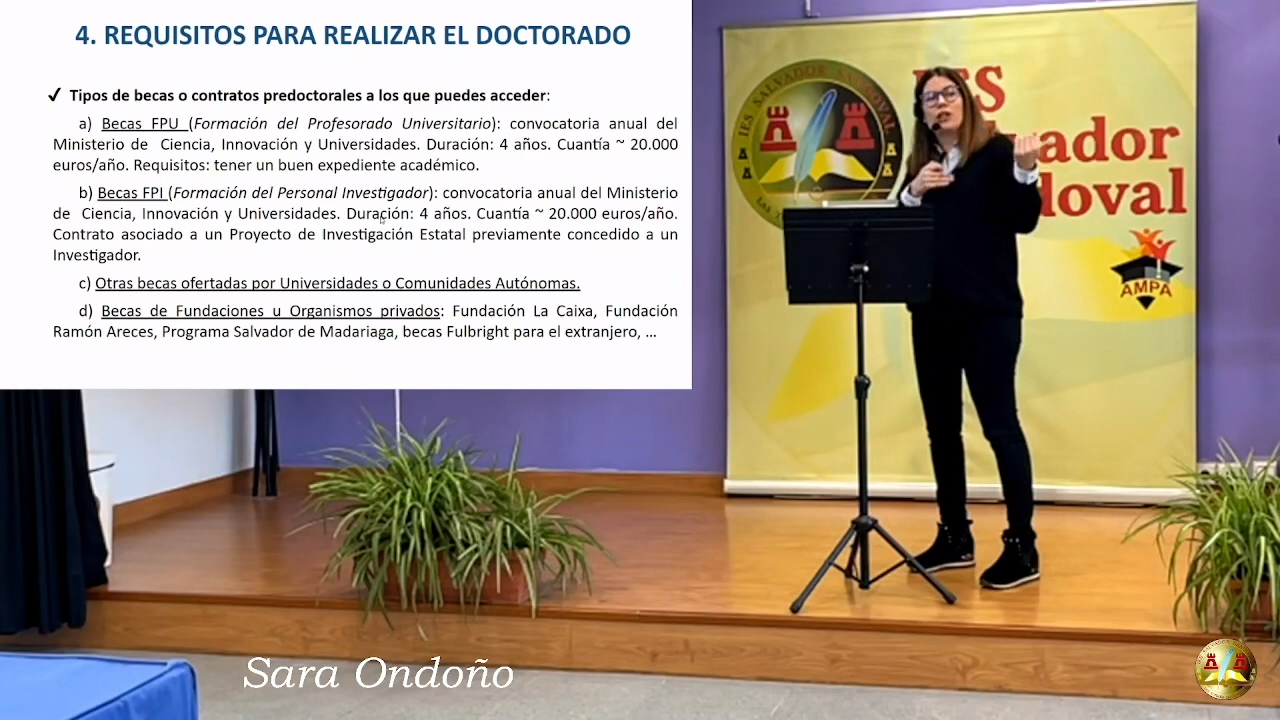 4. REQUISITOS PARA REALIZAR EL DOCTORADO
✓ Tipos de becas o contratos predoctorales a los que puedes acceder:
a) Becas FPU (Formación del Profesorado Universitario): convocatoria anual del
Ministerio de Ciencia, Innovación y Universidades. Duración: 4 años. Cuantía ~ 20.000
euros/año. Requisitos: tener un buen expediente académico.
b) Becas FPI (Formación del Personal Investigador): convocatoria anual del Ministerio
de Ciencia, Innovación y Universidades. Duración: 4 años. Cuantía ~ 20.000 euros/año.
Contrato asociado a un Proyecto de Investigación Estatal previamente concedido a un
Investigador.
c) Otras becas ofertadas por Universidades o Comunidades Autónomas.
d) Becas de Fundaciones u Organismos privados: Fundación La Caixa, Fundación
Ramón Areces, Programa Salvador de Madariaga, becas Fulbright para el extranjero, ...
IES SALVADOR SANDOVAL
IES
ador
doval
AMPA
Sara Ondoño